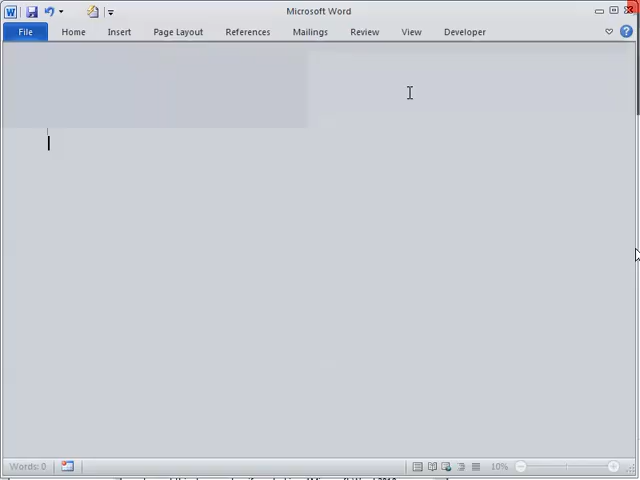 W Microsoft Word
File Home Insert Page Layout References Mailings Review View Developer ?
Words: 0 10%